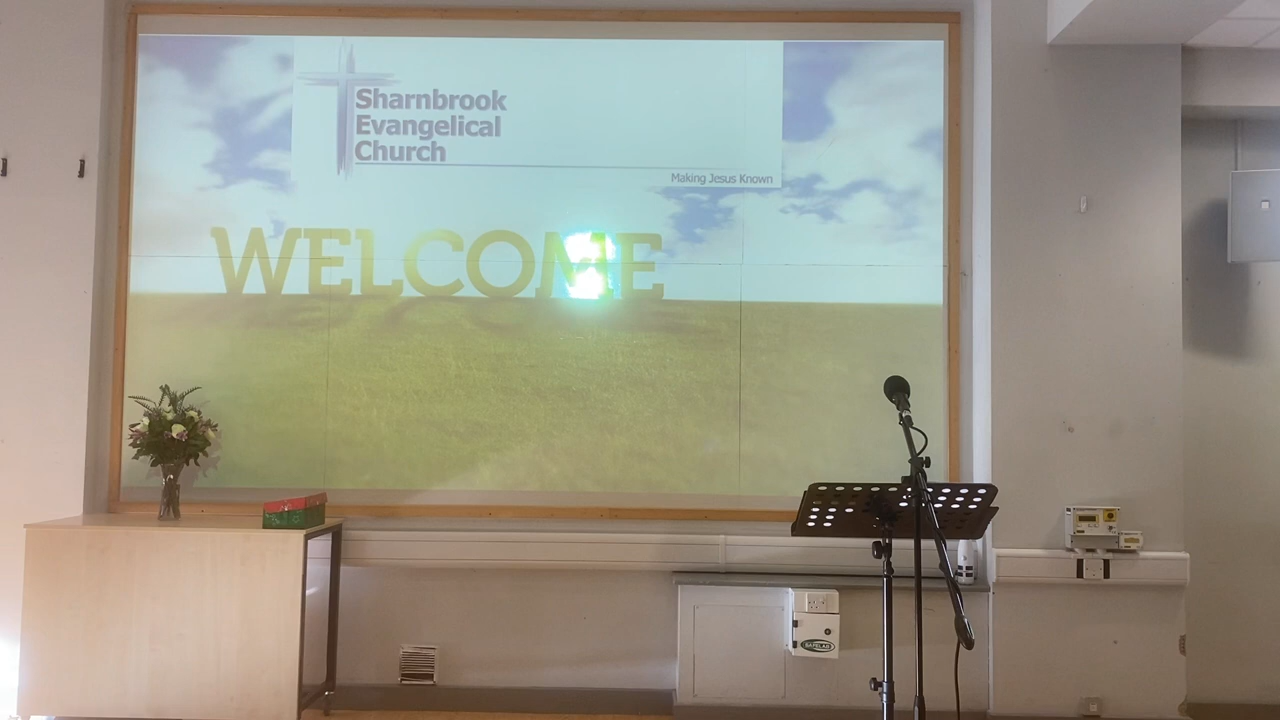 Sharnbrook
Evangelical
Church
Making Jesus Known
WELCOME